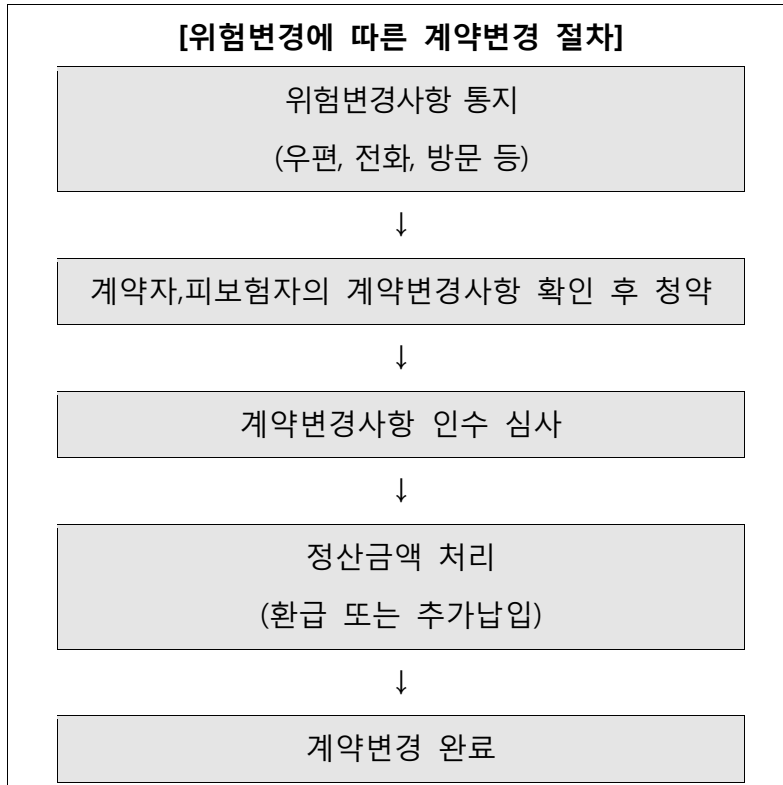 [위험변경에 따른 계약변경 절차]
위험변경사항 통지
(우편, 전화, 방문 등)
↓
계약자,피보험자의 계약변경사항 확인 후 청약
↓
계약변경사항 인수 심사
↓
정산금액 처리
(환급 또는 추가납입)
↓
계약변경 완료